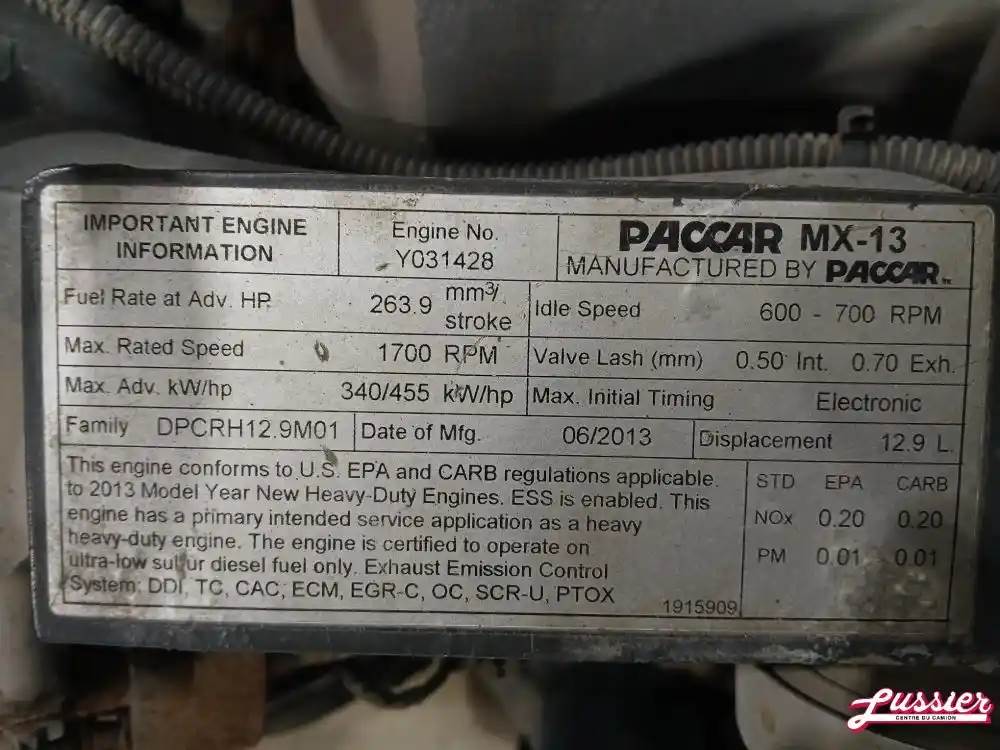 IMPORTANT ENGINE
INFORMATION
Engine No.
Y031428
PACCAR MX-13
MANUFACTURED BY PACCAR
Fuel Rate at Adv. HP 263.9 mm³/
stroke
Idle Speed 600 - 700 RPM
Max. Rated Speed 1700 RPM
Valve Lash (mm) 0.50 Int. 0.70 Exh.
Max. Adv. kW/hp 340/455 kW/hp
Max. Initial Timing Electronic
Family DPCRH12.9M01
Date of Mfg. 06/2013
Displacement 12.9 L.
This engine conforms to U.S. EPA and CARB regulations applicable.
to 2013 Model Year New Heavy-Duty Engines. ESS is enabled. This
engine has a primary intended service application as a heavy
heavy-duty engine. The engine is certified to operate on
ultra-low sulfur diesel fuel only. Exhaust Emission Control
System: DDI, TC, CAC, ECM, EGR-C, OC, SCR-U, PTOX
1915909
STD EPA CARB
NOx 0.20 0.20
PM 0.01 0.01
Lussier
CENTRE DU CAMION